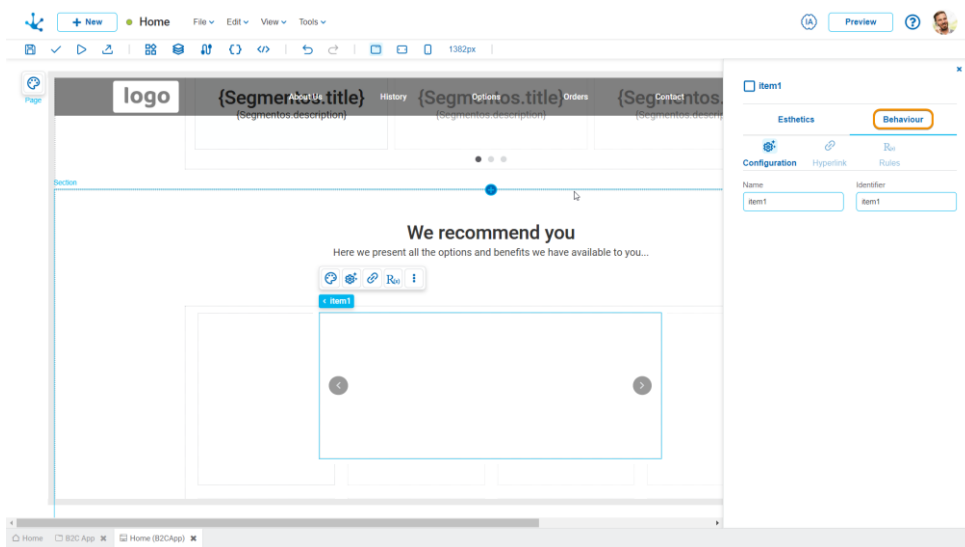 + New
Home
File
Edit
View
Tools
IA
Preview
?
1382px
Page
logo
{Segmentos.title}
About Us
History
{Segmentos.title}
Options
Orders
{Segmentos.
Contact
{Segmentos.description}
{Segmentos.description}
{Segmentos.descri
Section
We recommend you
Here we present all the options and benefits we have available to you...
R(x)
< item1
item1
Esthetics
Behaviour
R(x)
Configuration
Hyperlink
Rules
Name
Identifier
item1
item1
Home
B2C App
Home (B2CApp)